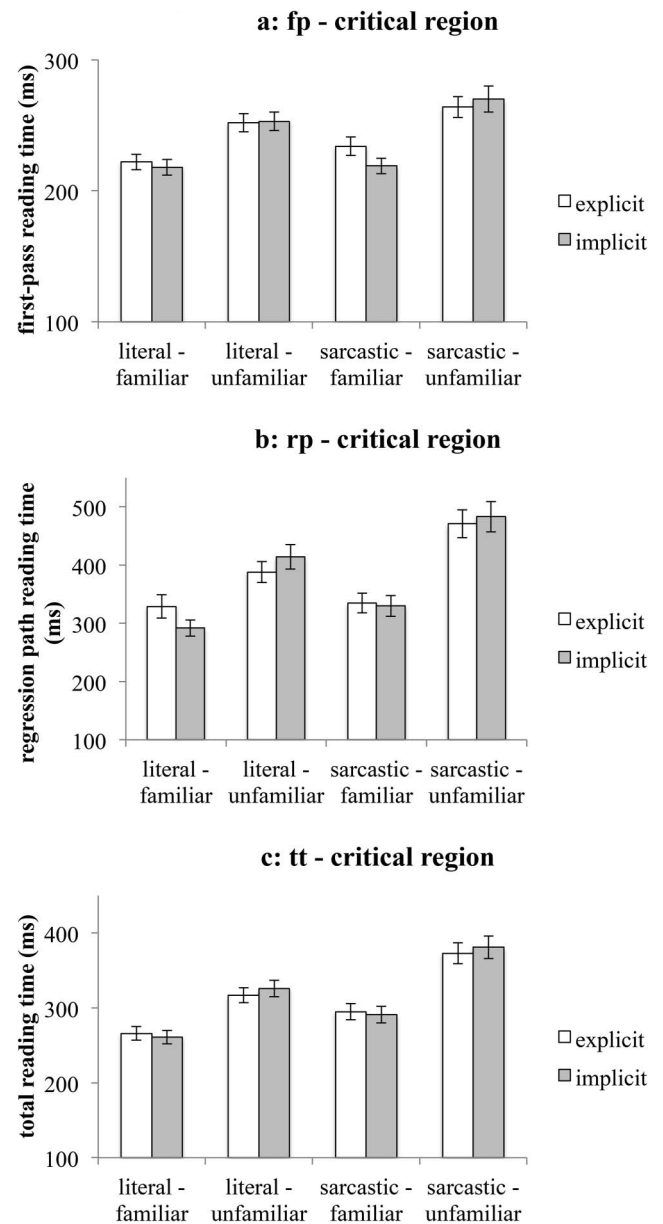 a: fp - critical region
first-pass reading time (ms)
300
200
100
literal -
familiar
literal -
unfamiliar
sarcastic -
familiar
sarcastic -
unfamiliar
explicit
implicit
b: rp - critical region
regression path reading time
(ms)
500
400
300
200
100
literal -
familiar
literal -
unfamiliar
sarcastic -
familiar
sarcastic -
unfamiliar
explicit
implicit
c: tt - critical region
total reading time (ms)
400
300
200
100
literal -
familiar
literal -
unfamiliar
sarcastic -
familiar
sarcastic -
unfamiliar
explicit
implicit